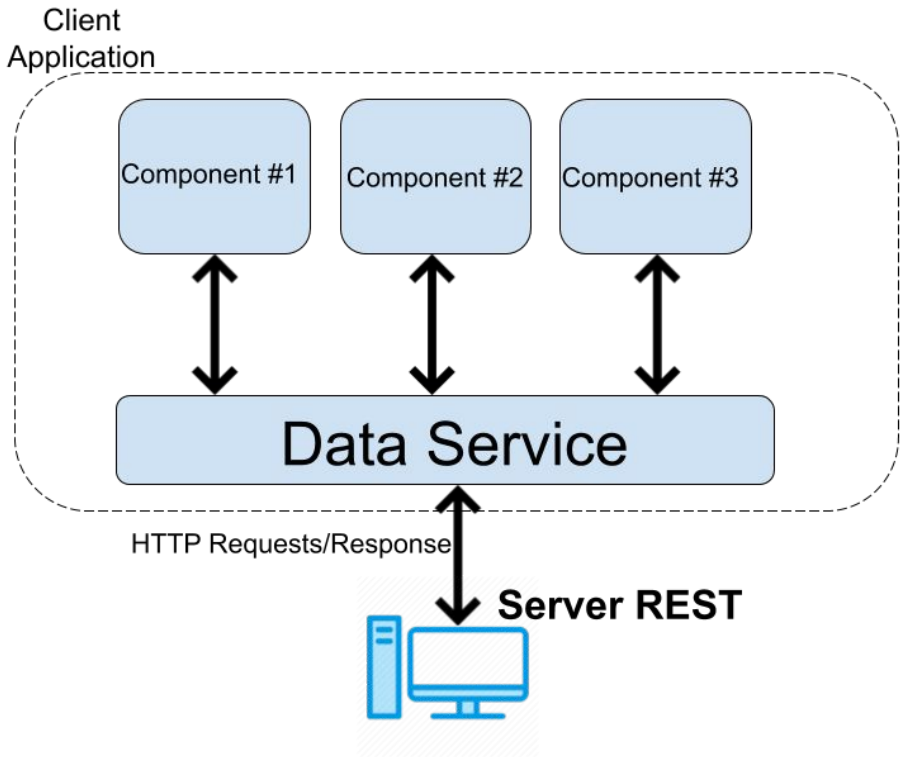 Client
Application
Component #1
Component #2
Component #3
Data Service
HTTP Requests/Response
Server REST